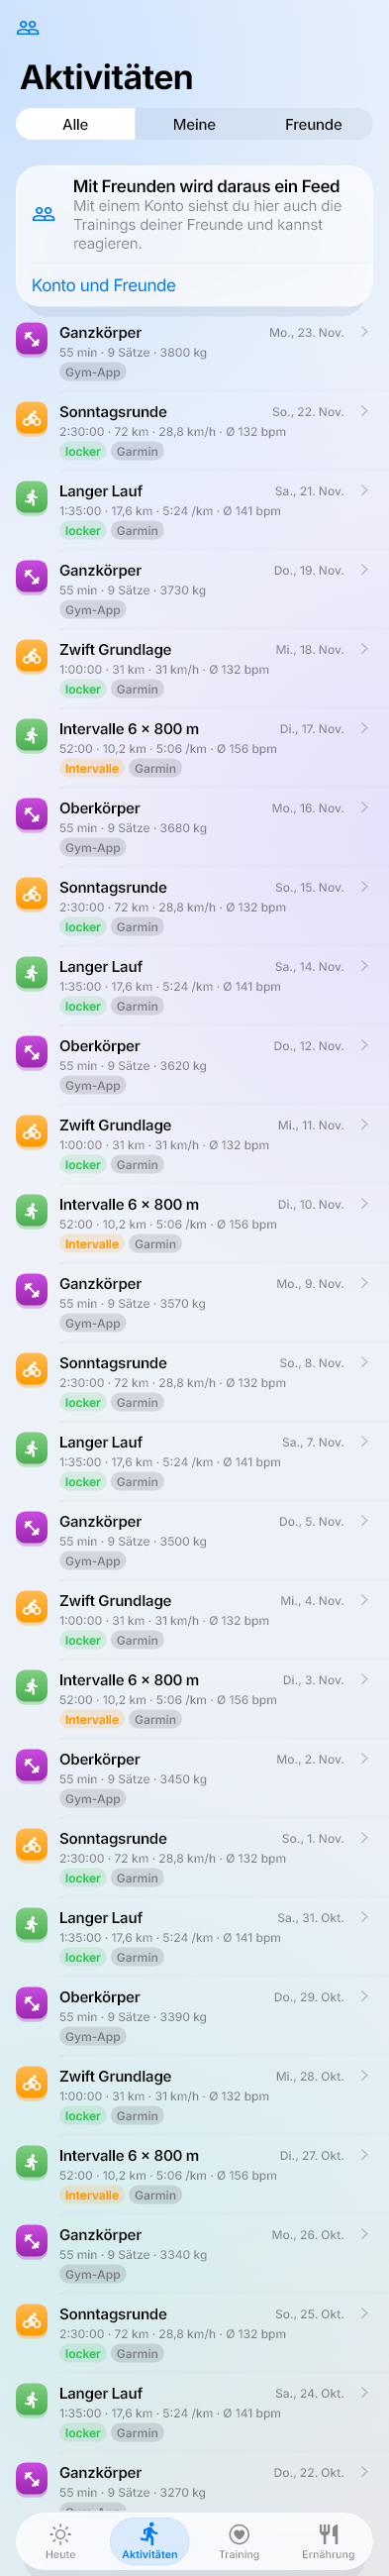 Aktivitäten
Alle Meine Freunde
Mit Freunden wird daraus ein Feed
Mit einem Konto siehst du hier auch die
Trainings deiner Freunde und kannst
reagieren.
Konto und Freunde
Ganzkörper Mo., 23. Nov.
55 min · 9 Sätze · 3800 kg
Gym-App
Sonntagsrunde So., 22. Nov.
2:30:00 · 72 km · 28,8 km/h · Ø 132 bpm
locker Garmin
Langer Lauf Sa., 21. Nov.
1:35:00 · 17,6 km · 5:24 /km · Ø 141 bpm
locker Garmin
Ganzkörper Do., 19. Nov.
55 min · 9 Sätze · 3730 kg
Gym-App
Zwift Grundlage Mi., 18. Nov.
1:00:00 · 31 km · 31 km/h · Ø 132 bpm
locker Garmin
Intervalle 6 × 800 m Di., 17. Nov.
52:00 · 10,2 km · 5:06 /km · Ø 156 bpm
Intervalle Garmin
Oberkörper Mo., 16. Nov.
55 min · 9 Sätze · 3680 kg
Gym-App
Sonntagsrunde So., 15. Nov.
2:30:00 · 72 km · 28,8 km/h · Ø 132 bpm
locker Garmin
Langer Lauf Sa., 14. Nov.
1:35:00 · 17,6 km · 5:24 /km · Ø 141 bpm
locker Garmin
Oberkörper Do., 12. Nov.
55 min · 9 Sätze · 3620 kg
Gym-App
Zwift Grundlage Mi., 11. Nov.
1:00:00 · 31 km · 31 km/h · Ø 132 bpm
locker Garmin
Intervalle 6 × 800 m Di., 10. Nov.
52:00 · 10,2 km · 5:06 /km · Ø 156 bpm
Intervalle Garmin
Ganzkörper Mo., 9. Nov.
55 min · 9 Sätze · 3570 kg
Gym-App
Sonntagsrunde So., 8. Nov.
2:30:00 · 72 km · 28,8 km/h · Ø 132 bpm
locker Garmin
Langer Lauf Sa., 7. Nov.
1:35:00 · 17,6 km · 5:24 /km · Ø 141 bpm
locker Garmin
Ganzkörper Do., 5. Nov.
55 min · 9 Sätze · 3500 kg
Gym-App
Zwift Grundlage Mi., 4. Nov.
1:00:00 · 31 km · 31 km/h · Ø 132 bpm
locker Garmin
Intervalle 6 × 800 m Di., 3. Nov.
52:00 · 10,2 km · 5:06 /km · Ø 156 bpm
Intervalle Garmin
Oberkörper Mo., 2. Nov.
55 min · 9 Sätze · 3450 kg
Gym-App
Sonntagsrunde So., 1. Nov.
2:30:00 · 72 km · 28,8 km/h · Ø 132 bpm
locker Garmin
Langer Lauf Sa., 31. Okt.
1:35:00 · 17,6 km · 5:24 /km · Ø 141 bpm
locker Garmin
Oberkörper Do., 29. Okt.
55 min · 9 Sätze · 3390 kg
Gym-App
Zwift Grundlage Mi., 28. Okt.
1:00:00 · 31 km · 31 km/h · Ø 132 bpm
locker Garmin
Intervalle 6 × 800 m Di., 27. Okt.
52:00 · 10,2 km · 5:06 /km · Ø 156 bpm
Intervalle Garmin
Ganzkörper Mo., 26. Okt.
55 min · 9 Sätze · 3340 kg
Gym-App
Sonntagsrunde So., 25. Okt.
2:30:00 · 72 km · 28,8 km/h · Ø 132 bpm
locker Garmin
Langer Lauf Sa., 24. Okt.
1:35:00 · 17,6 km · 5:24 /km · Ø 141 bpm
locker Garmin
Ganzkörper Do., 22. Okt.
55 min · 9 Sätze · 3270 kg
Heute Aktivitäten Training Ernährung